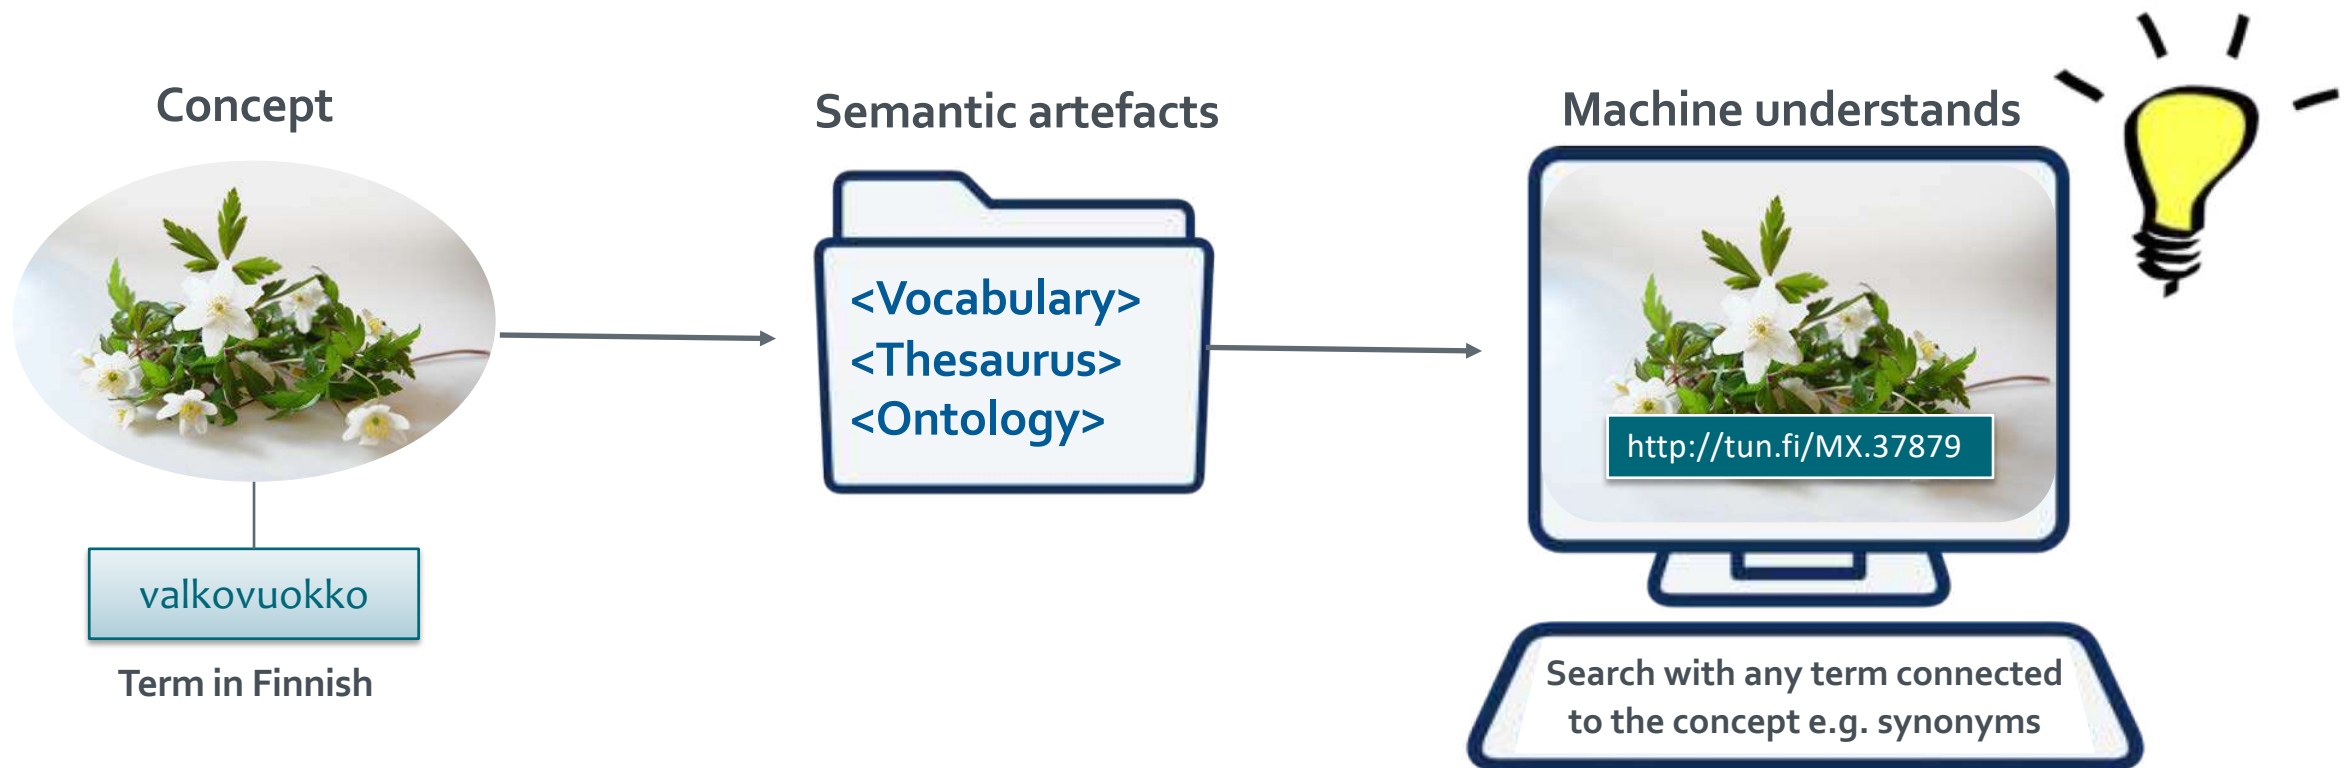 Concept
valkovuokko
Term in Finnish
Semantic artefacts
<Vocabulary>
<Thesaurus>
<Ontology>
Machine understands
http://tun.fi/MX.37879
Search with any term connected
to the concept e.g. synonyms